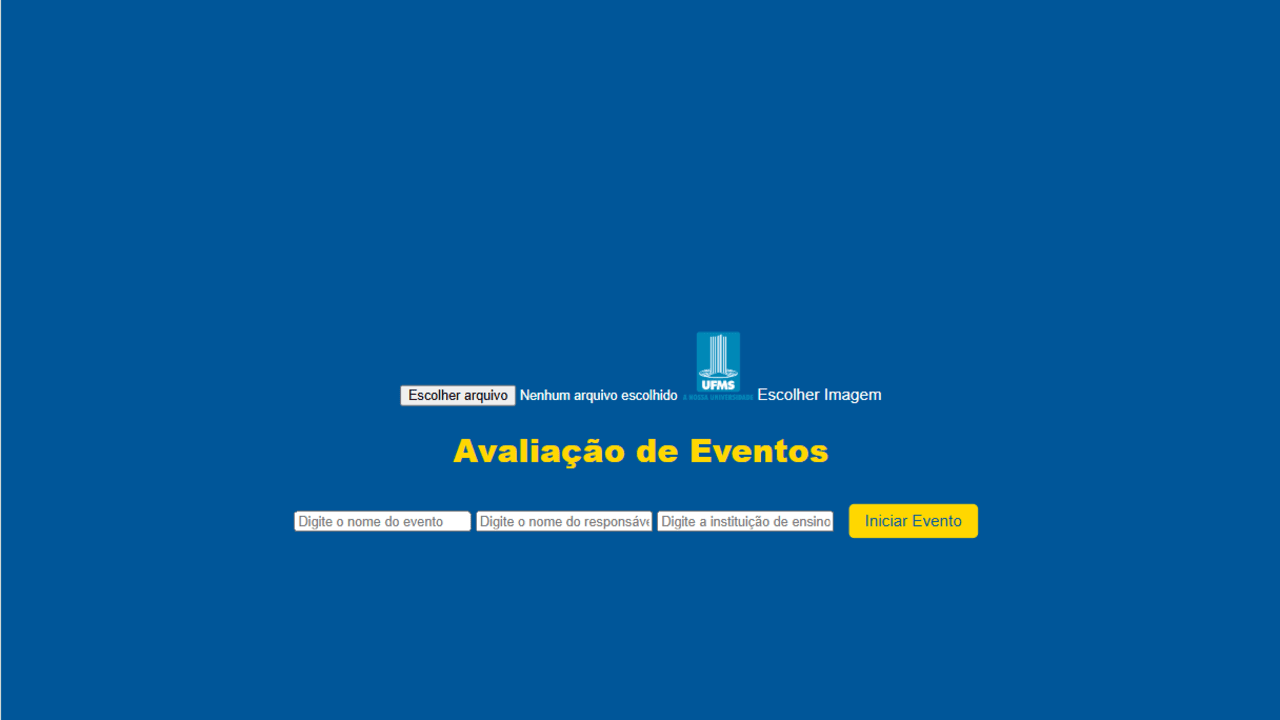 UFMS
A NOSSA UNIVERSIDADE
Escolher arquivo Nenhum arquivo escolhido Escolher Imagem
Avaliação de Eventos
Digite o nome do evento Digite o nome do responsáve Digite a instituição de ensino Iniciar Evento